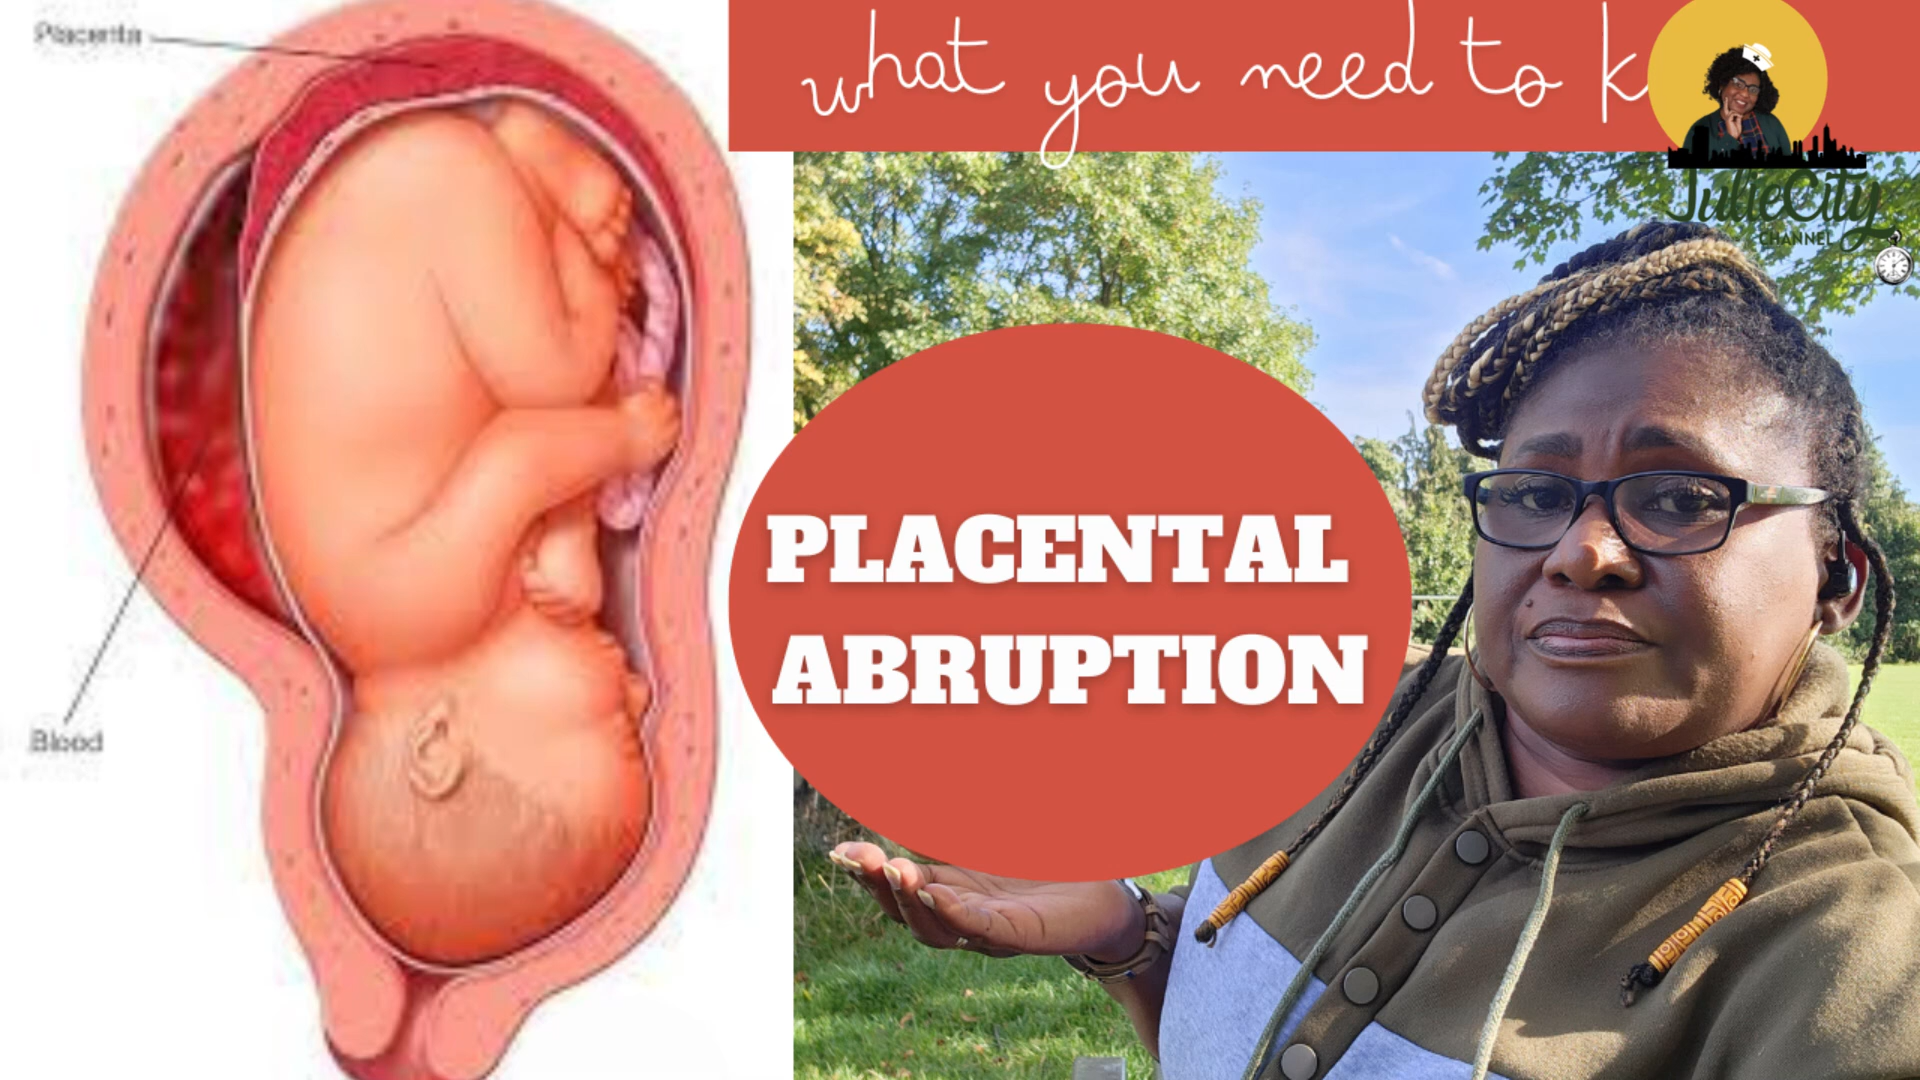 Placenta
Blood
what you need to k
JulieCity
CHANNEL
PLACENTAL
ABRUPTION